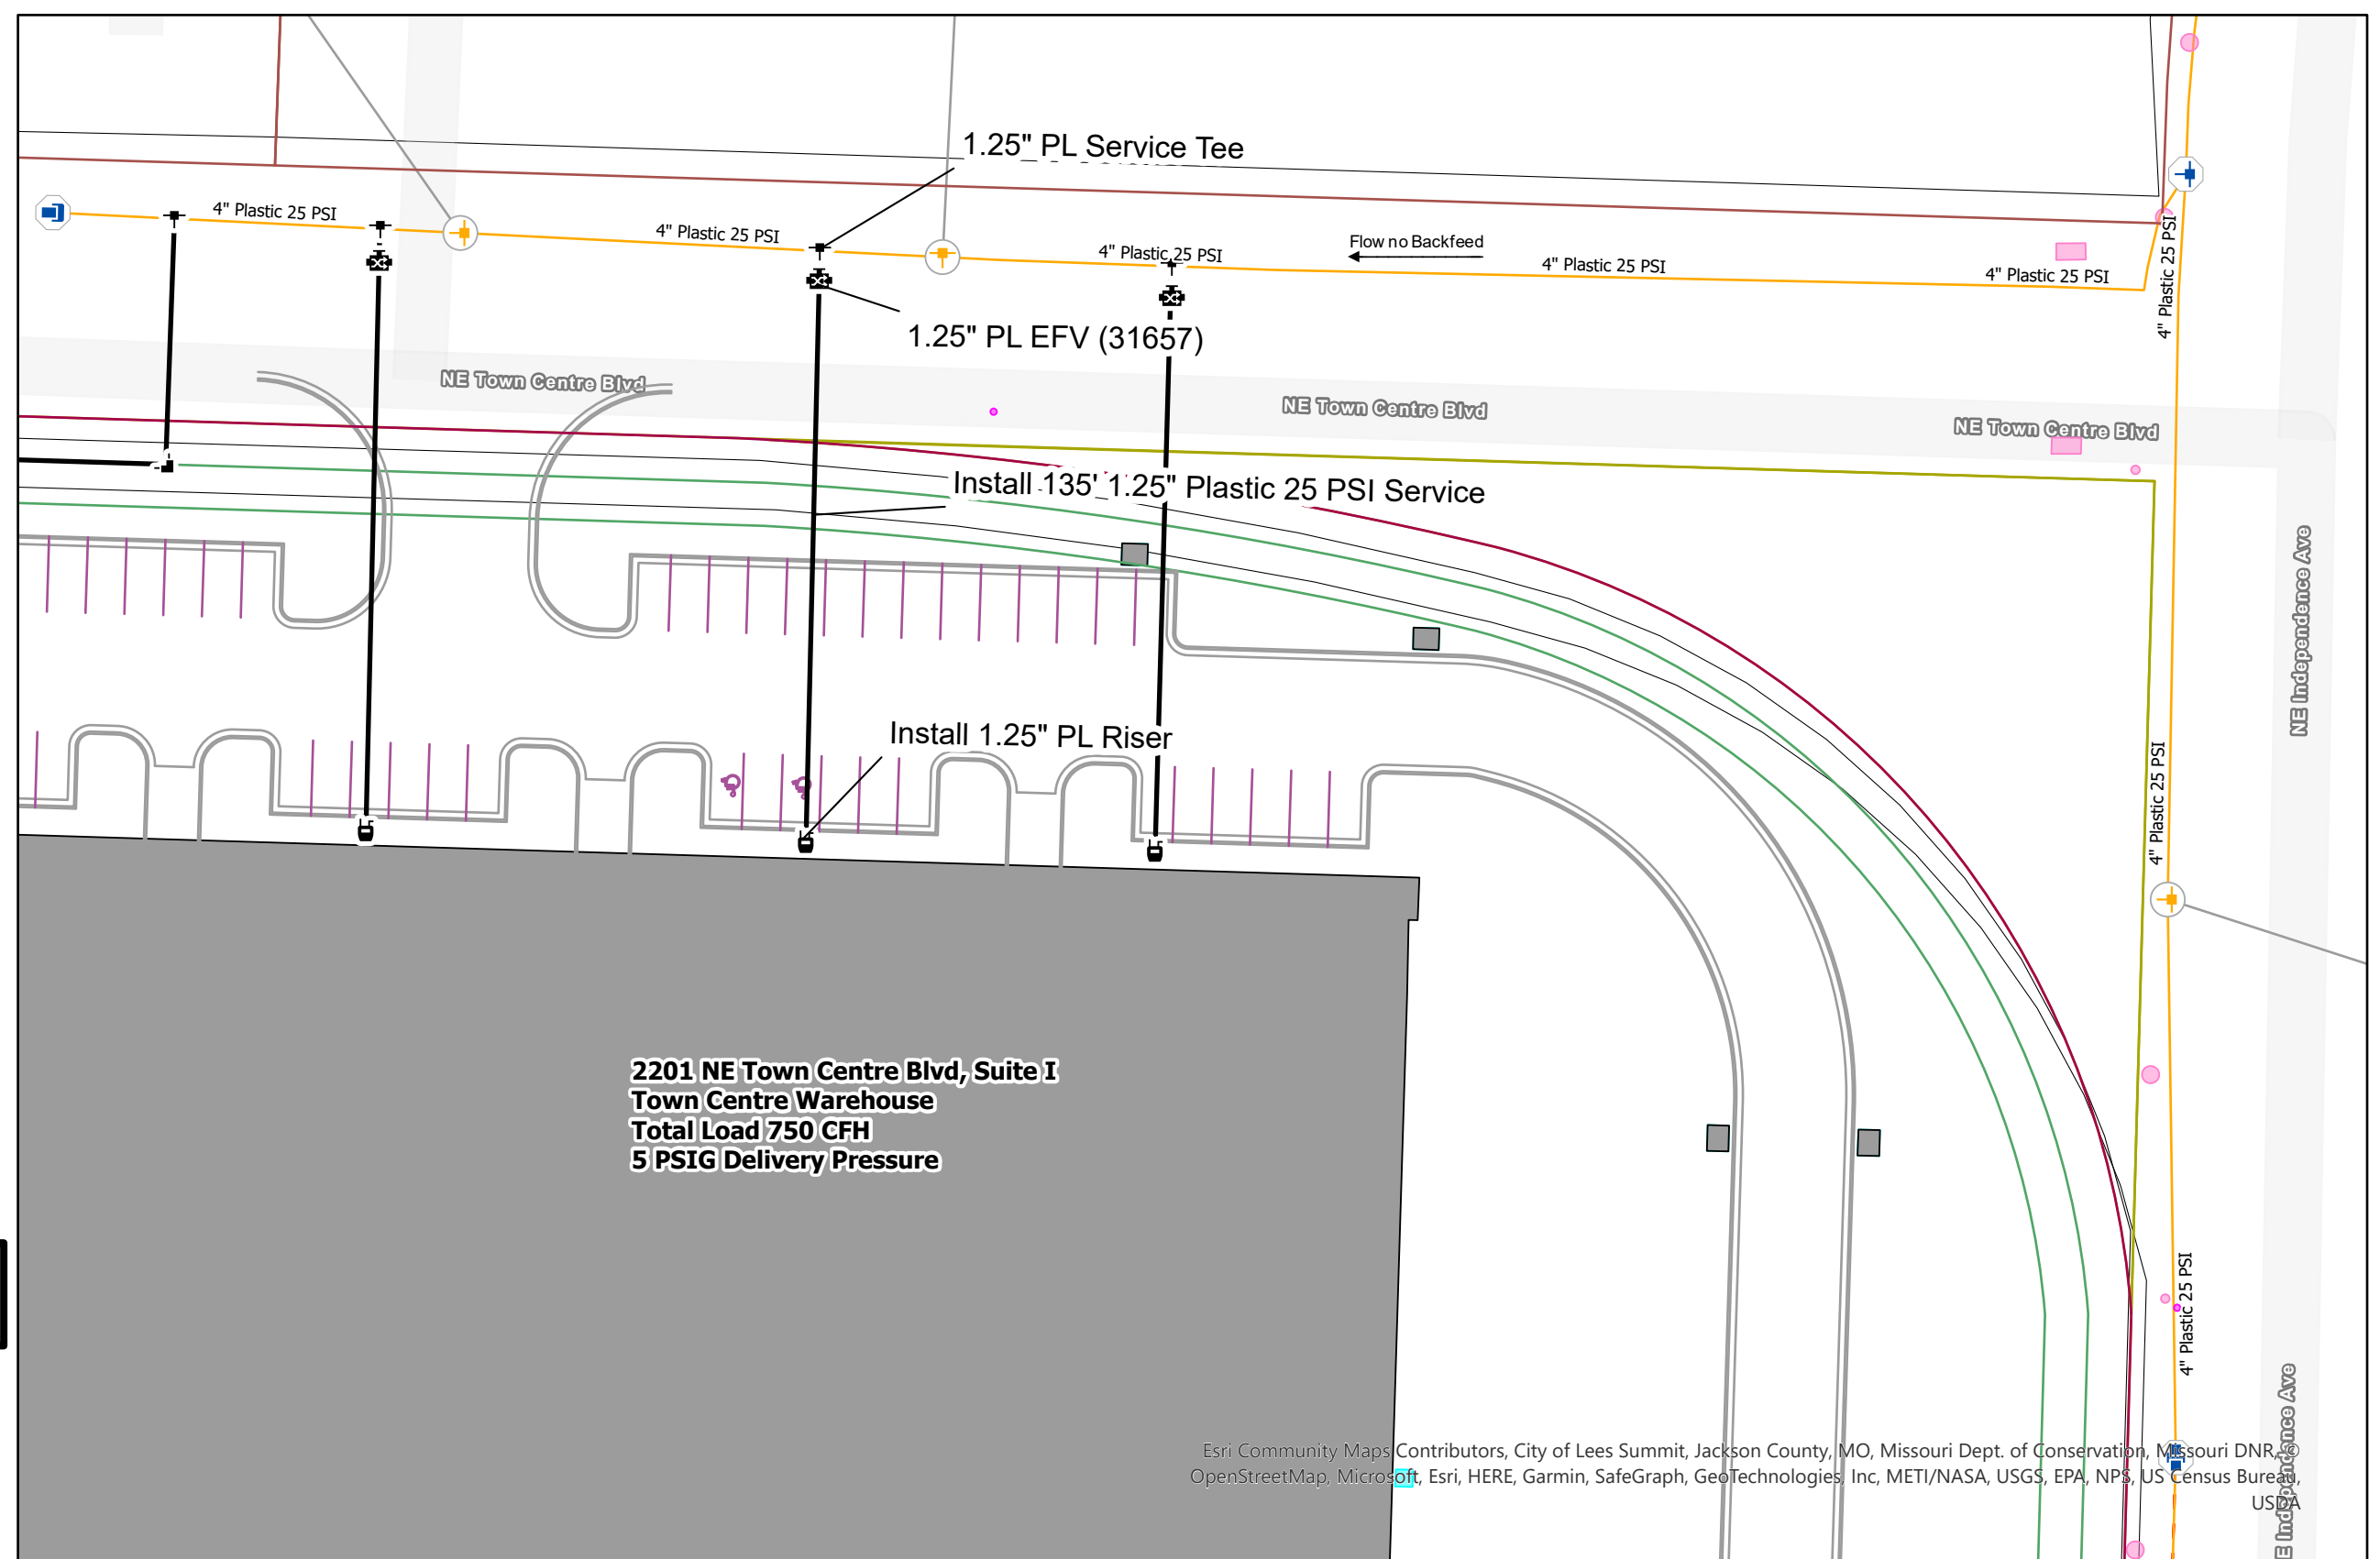 1.25" PL Service Tee
4" Plastic 25 PSI
4" Plastic 25 PSI
4" Plastic 25 PSI
Flow no Backfeed
4" Plastic 25 PSI
4" Plastic 25 PSI
4" Plastic 25 PSI
1.25" PL EFV (31657)
NE Town Centre Blvd
NE Town Centre Blvd
NE Town Centre Blvd
Install 135' 1.25" Plastic 25 PSI Service
NE Independence Ave
Install 1.25" PL Riser
4" Plastic 25 PSI
2201 NE Town Centre Blvd, Suite I
Town Centre Warehouse
Total Load 750 CFH
5 PSIG Delivery Pressure
4" Plastic 25 PSI
E Independence Ave
Esri Community Maps Contributors, City of Lees Summit, Jackson County, MO, Missouri Dept. of Conservation, Missouri DNR, ©
OpenStreetMap, Microsoft, Esri, HERE, Garmin, SafeGraph, GeoTechnologies, Inc, METI/NASA, USGS, EPA, NPS, US Census Bureau,
USDA